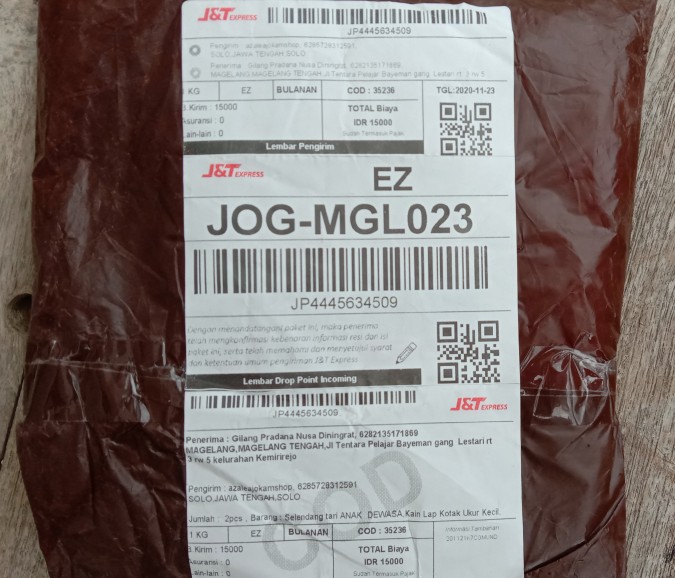 J&T EXPRESS
JP4445634509
Pengirim : azaleajokamshop, 6285728312591
SOLO,JAWA TENGAH,SOLO
Penerima : Gilang Pradana Nusa Diningrat, 6282135171869
MAGELANG,MAGELANG TENGAH,Jl Tentara Pelajar Bayeman gang Lestari rt 3 rw 5
1 KG EZ BULANAN COD : 35236 TGL:2020-11-23
B.Kirim : 15000 TOTAL Biaya
Asuransi : 0 IDR 15000
Lain-lain : 0 Sudah Termasuk Pajak
Lembar Pengirim
J&T EXPRESS
EZ
JOG-MGL023
JP4445634509
Dengan menandatangani paket ini, maka penerima
telah mengkonfirmasi kebenaran informasi resi dan isi
paket ini, serta telah memahami dan menyetujui syarat
dan ketentuan umum pengiriman J&T Express
Lembar Drop Point Incoming
JP4445634509
J&T EXPRESS
Penerima : Gilang Pradana Nusa Diningrat, 6282135171869
MAGELANG,MAGELANG TENGAH,Jl Tentara Pelajar Bayeman gang Lestari rt
3 rw 5 kelurahan Kemirirejo
COD
Pengirim : azaleajokamshop, 6285728312591
SOLO,JAWA TENGAH,SOLO
Jumlah : 2pcs , Barang : Selendang tari ANAK DEWASA,Kain Lap Kotak Ukur Kecil
1 KG EZ BULANAN COD : 35236 Informasi Tambahan
B.Kirim : 15000 TOTAL Biaya
Asuransi : 0 IDR 15000
Lain-lain : 0 Sudah Termasuk Pajak